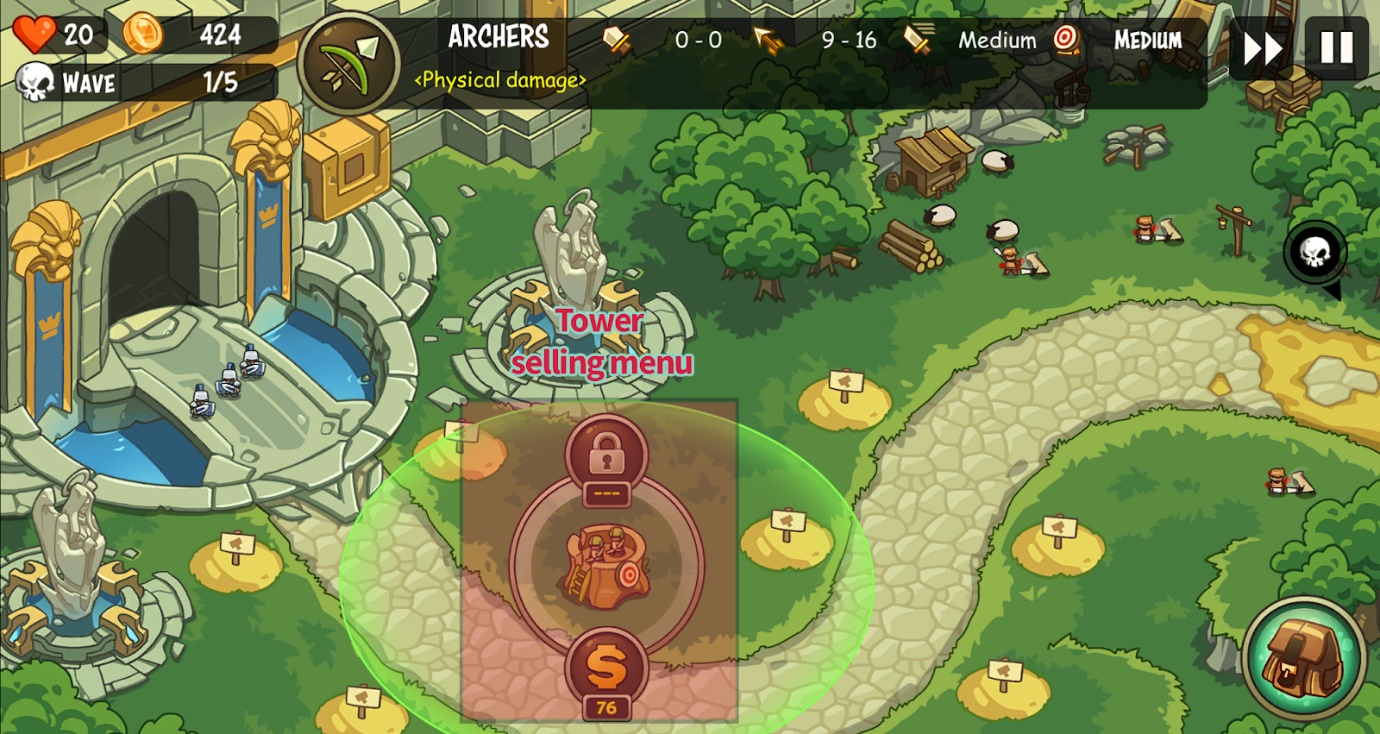 20
424
WAVE 1/5
ARCHERS
<Physical damage>
0 - 0
9 - 16
Medium
MEDIUM
Tower
selling menu
---
$
76